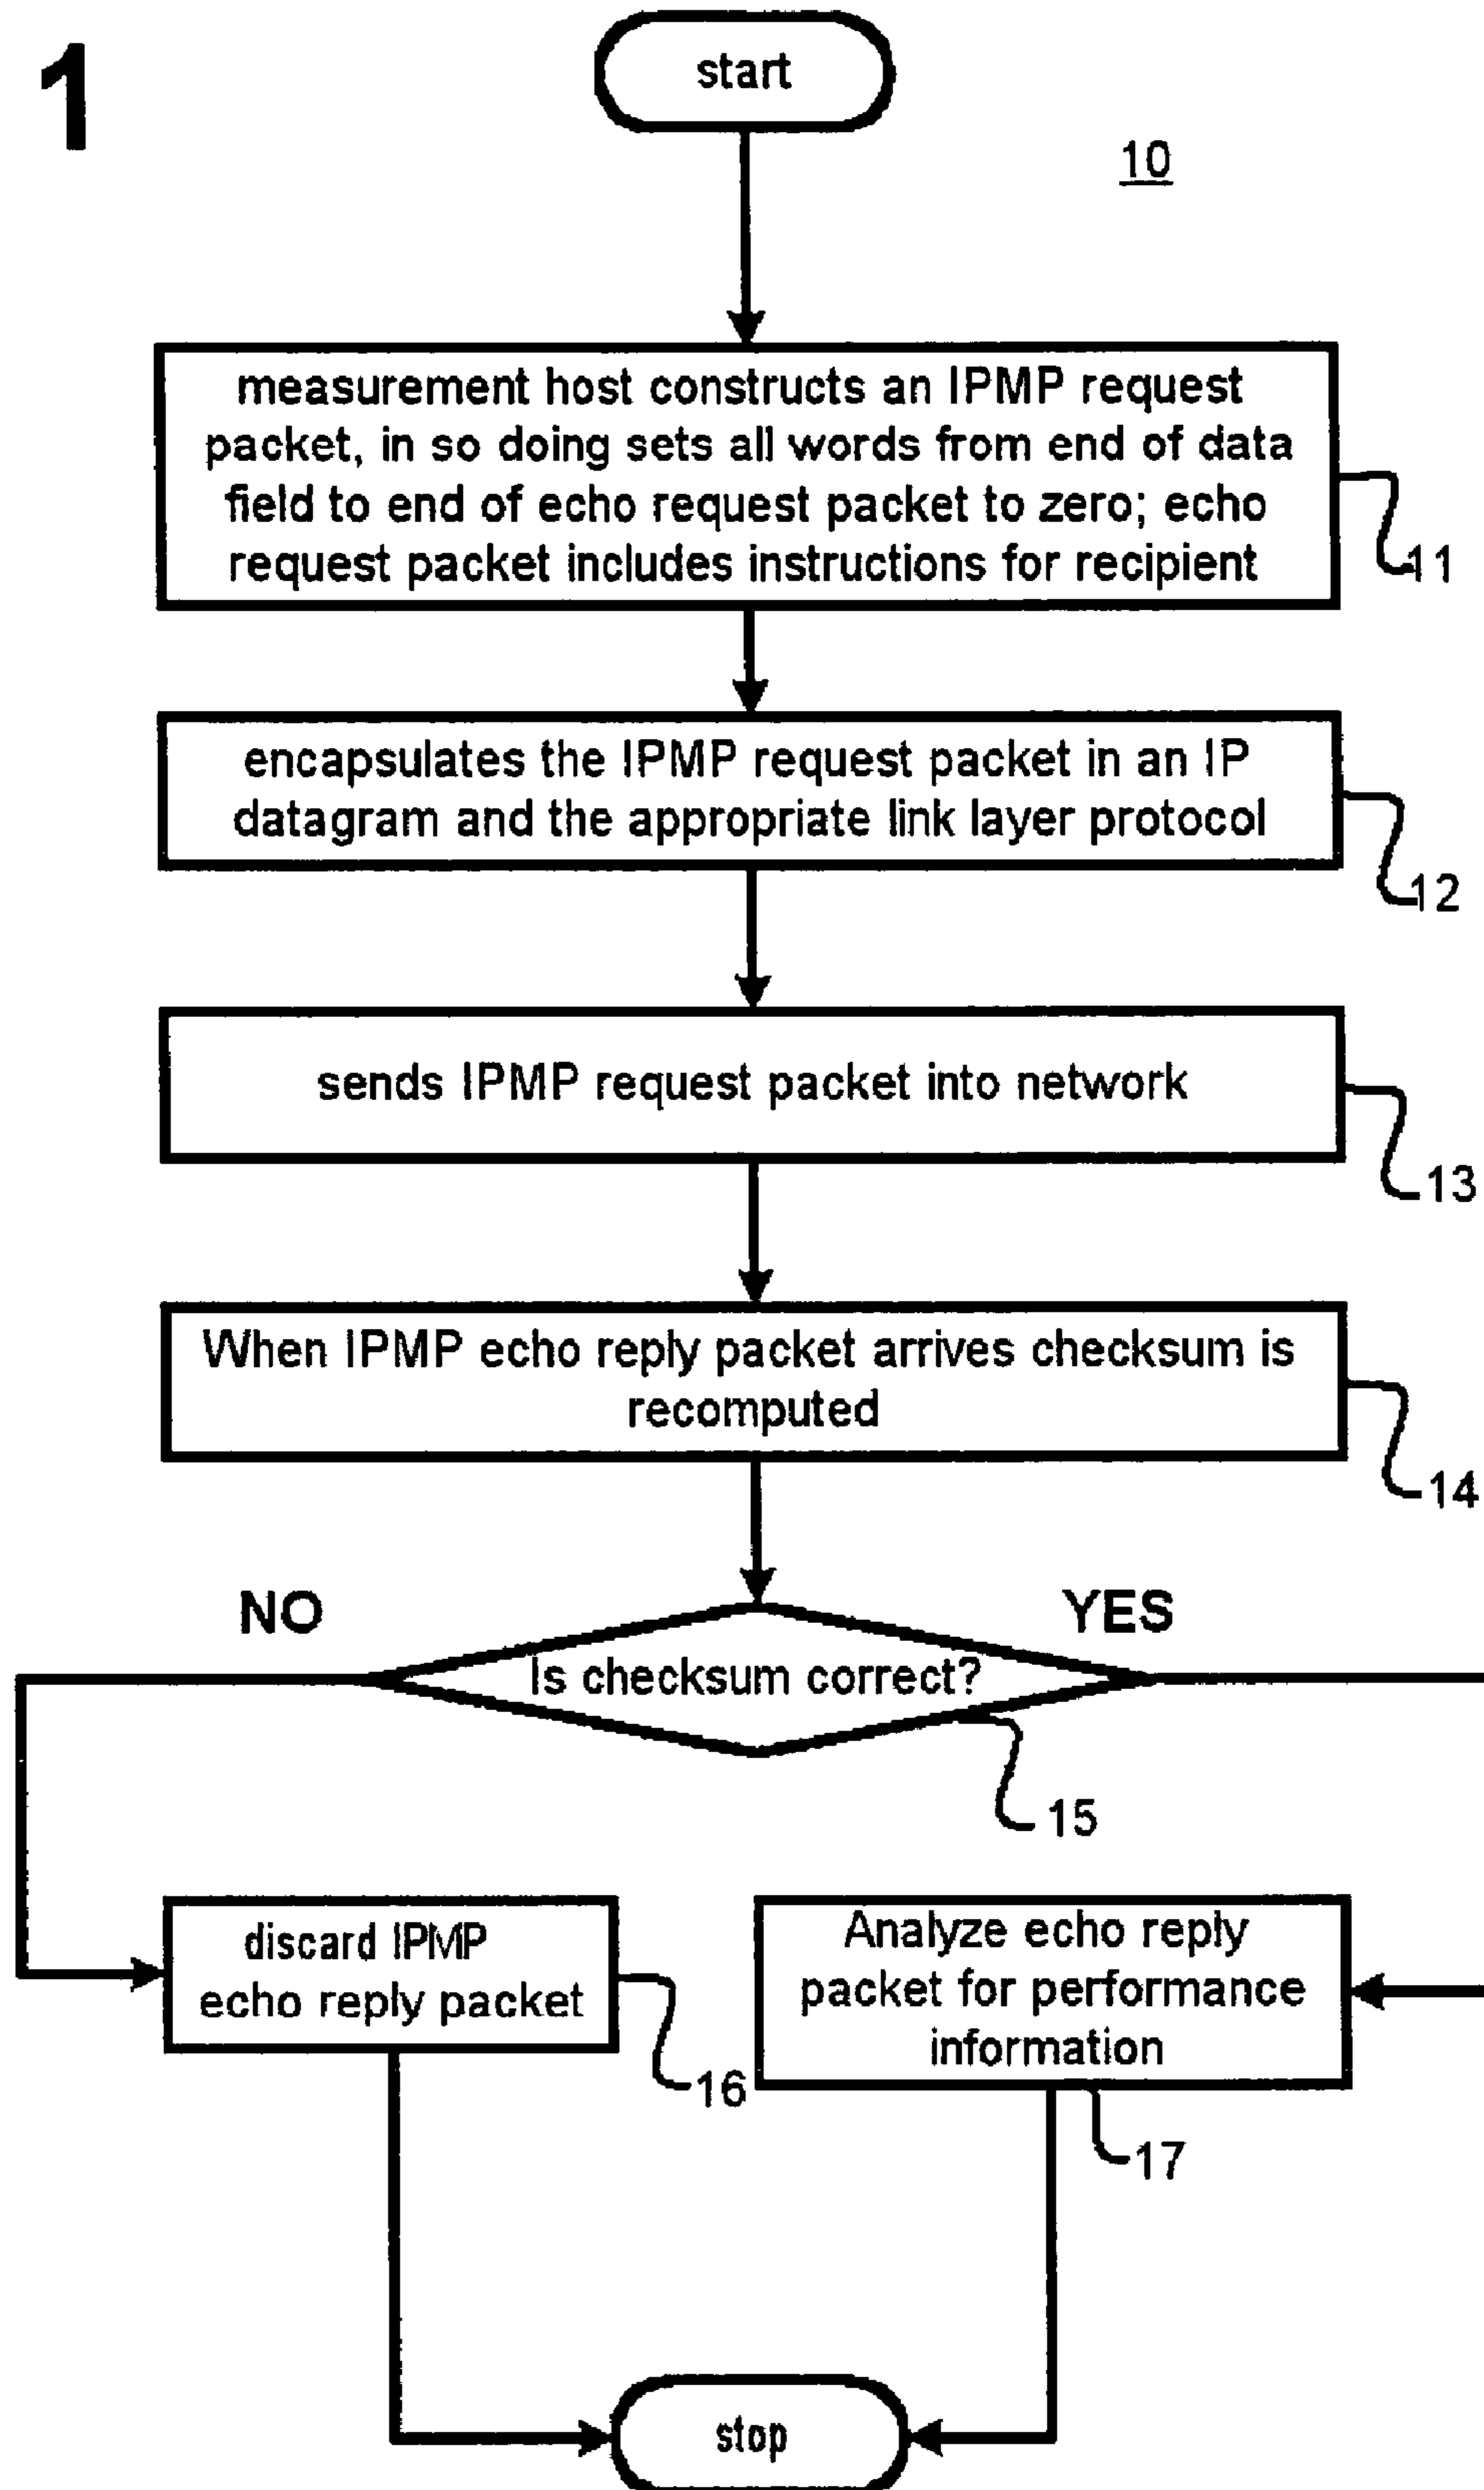 1
start
10
measurement host constructs an IPMP request
packet, in so doing sets all words from end of data
field to end of echo request packet to zero; echo
request packet includes instructions for recipient
11
encapsulates the IPMP request packet in an IP
datagram and the appropriate link layer protocol
12
sends IPMP request packet into network
13
When IPMP echo reply packet arrives checksum is
recomputed
14
NO
YES
Is checksum correct?
15
discard IPMP
echo reply packet
16
Analyze echo reply
packet for performance
information
17
stop